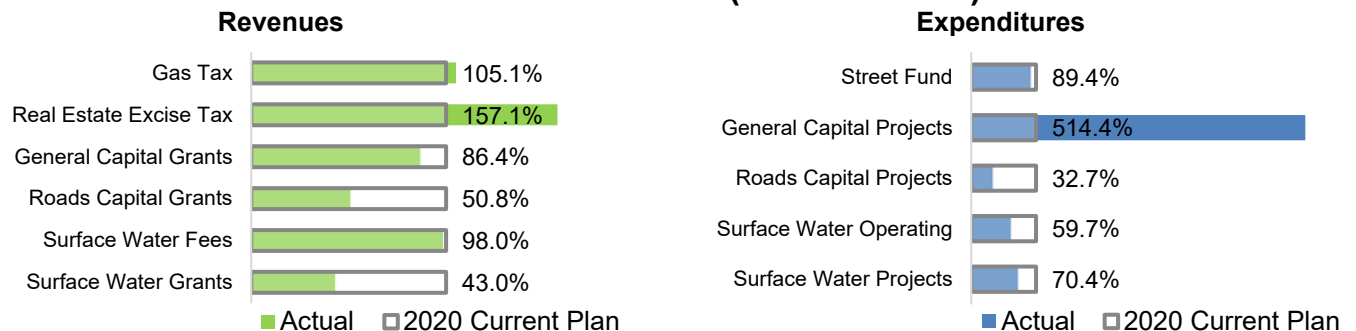 Revenues
Gas Tax 105.1%
Real Estate Excise Tax 157.1%
General Capital Grants 86.4%
Roads Capital Grants 50.8%
Surface Water Fees 98.0%
Surface Water Grants 43.0%
Actual 2020 Current Plan
Expenditures
Street Fund 89.4%
General Capital Projects 514.4%
Roads Capital Projects 32.7%
Surface Water Operating 59.7%
Surface Water Projects 70.4%
Actual 2020 Current Plan